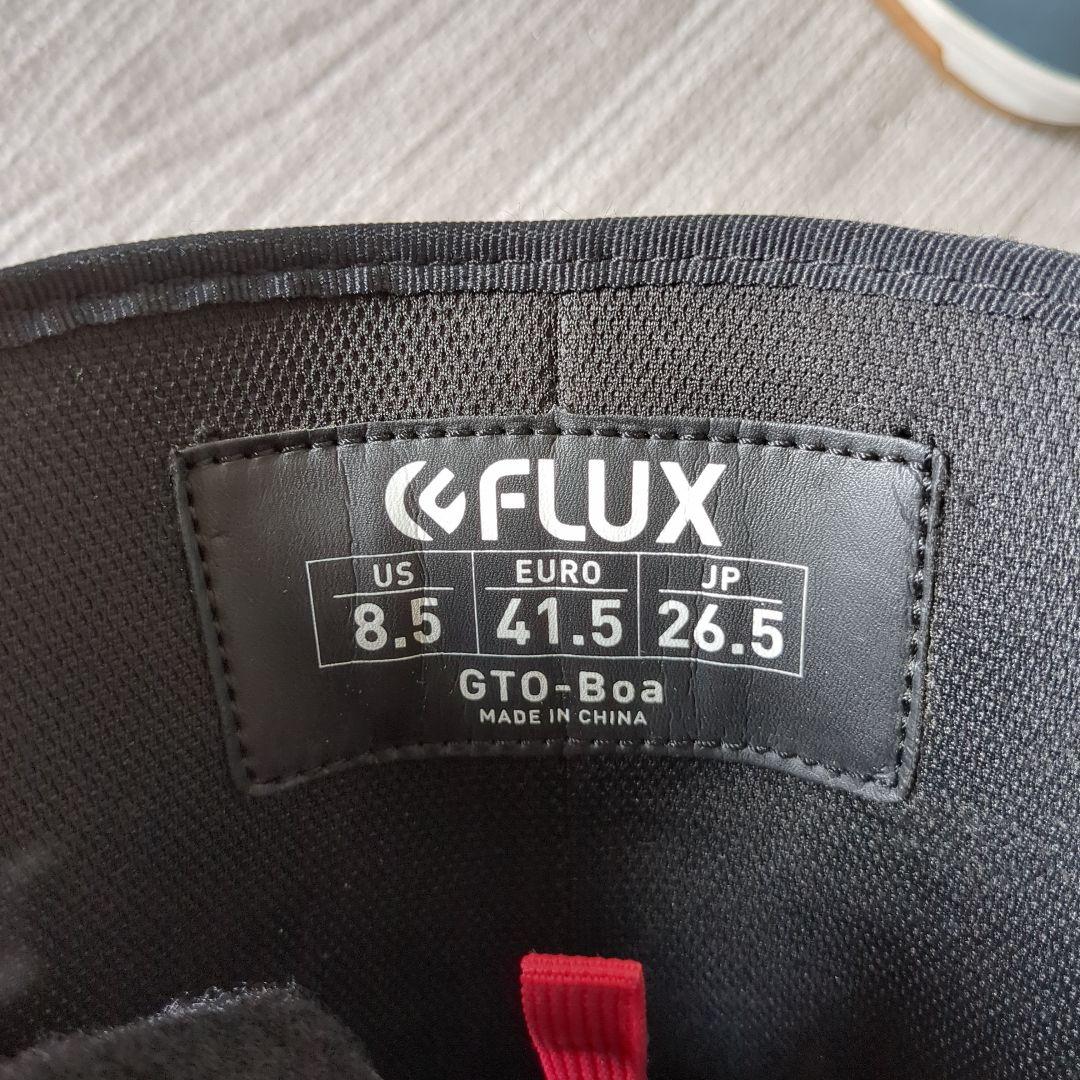 FLUX
US EURO JP
8.5 41.5 26.5
GTO-Boa
MADE IN CHINA